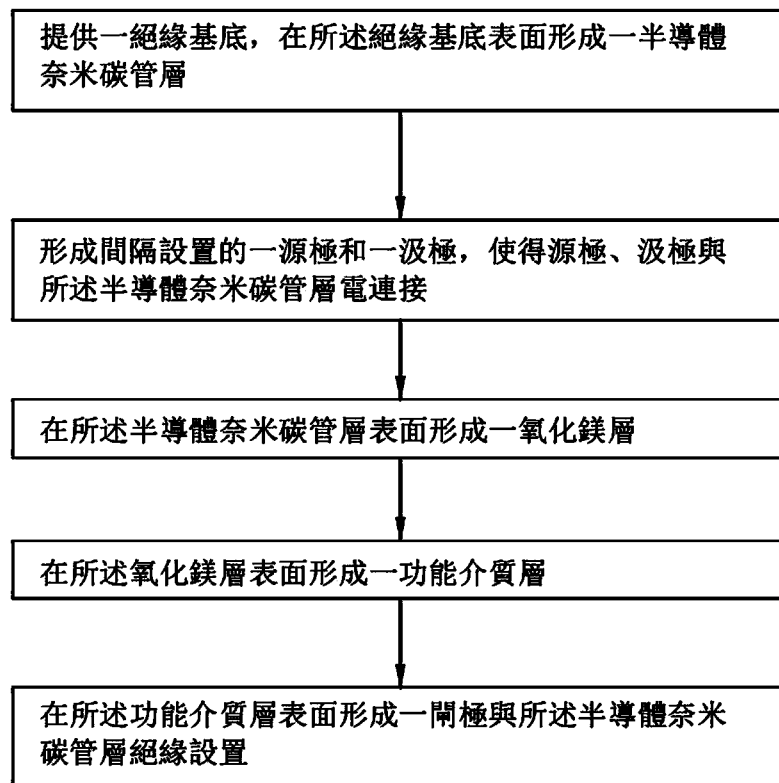 提供一絕緣基底，在所述絕緣基底表面形成一半導體
奈米碳管層
形成間隔設置的一源極和一汲極，使得源極、汲極與
所述半導體奈米碳管層電連接
在所述半導體奈米碳管層表面形成一氧化鎂層
在所述氧化鎂層表面形成一功能介質層
在所述功能介質層表面形成一閘極與所述半導體奈米
碳管層絕緣設置